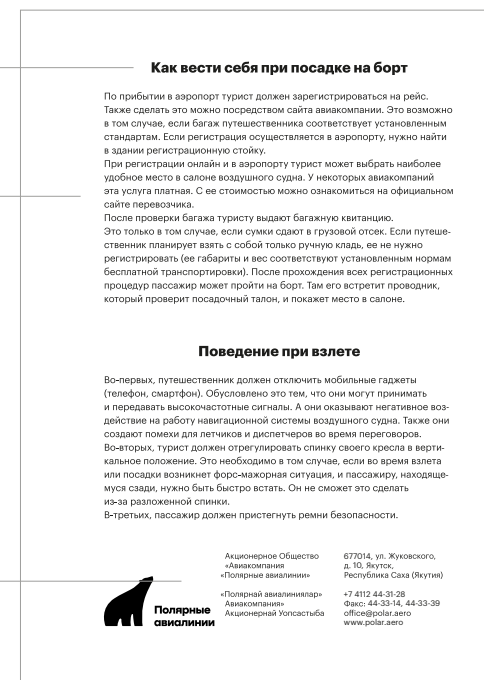 Как вести себя при посадке на борт
По прибытии в аэропорт турист должен зарегистрироваться на рейс.
Также сделать это можно посредством сайта авиакомпании. Это возможно
в том случае, если багаж путешественника соответствует установленным
стандартам. Если регистрация осуществляется в аэропорту, нужно найти
в здании регистрационную стойку.
При регистрации онлайн и в аэропорту турист может выбрать наиболее
удобное место в салоне воздушного судна. У некоторых авиакомпаний
эта услуга платная. С ее стоимостью можно ознакомиться на официальном
сайте перевозчика.
После проверки багажа туристу выдают багажную квитанцию.
Это только в том случае, если сумки сдают в грузовой отсек. Если путеше-
ственник планирует взять с собой только ручную кладь, ее не нужно
регистрировать (ее габариты и вес соответствуют установленным нормам
бесплатной транспортировки). После прохождения всех регистрационных
процедур пассажир может пройти на борт. Там его встретит проводник,
который проверит посадочный талон, и покажет место в салоне.
Поведение при взлете
Во-первых, путешественник должен отключить мобильные гаджеты
(телефон, смартфон). Обусловлено это тем, что они могут принимать
и передавать высокочастотные сигналы. А они оказывают негативное воз-
действие на работу навигационной системы воздушного судна. Также они
создают помехи для летчиков и диспетчеров во время переговоров.
Во-вторых, турист должен отрегулировать спинку своего кресла в верти-
кальное положение. Это необходимо в том случае, если во время взлета
или посадки возникнет форс-мажорная ситуация, и пассажиру, находяще-
муся сзади, нужно быть быстро встать. Он не сможет это сделать
из-за разложенной спинки.
В-третьих, пассажир должен пристегнуть ремни безопасности.
Полярные
авиалинии
Акционерное Общество
«Авиакомпания
«Полярные авиалинии»
«Полярнай авиалиниялар»
Авиакомпания»
Акционернай Уопсастыба
677014, ул. Жуковского,
д. 10, Якутск,
Республика Саха (Якутия)
+7 4112 44-31-28
Факс: 44-33-14, 44-33-39
office@polar.aero
www.polar.aero